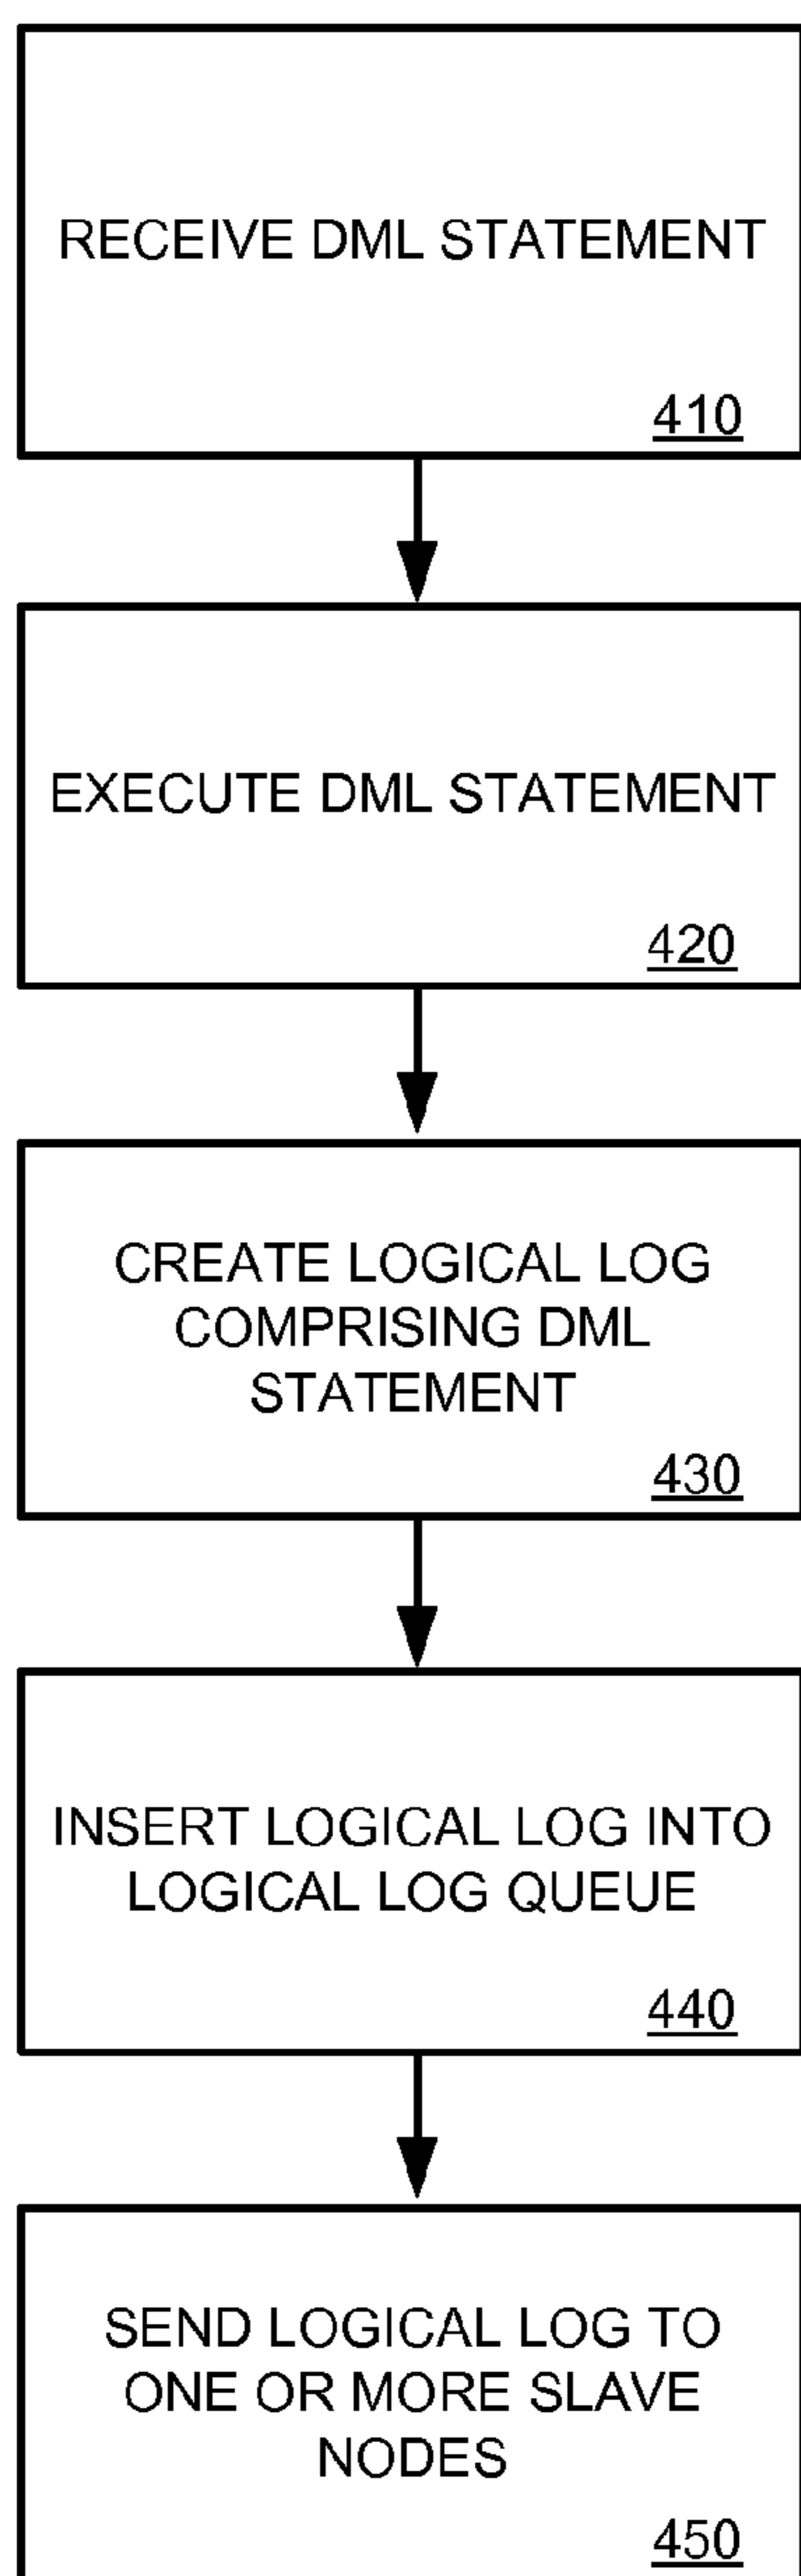 RECEIVE DML STATEMENT
410
EXECUTE DML STATEMENT
420
CREATE LOGICAL LOG
COMPRISING DML
STATEMENT
430
INSERT LOGICAL LOG INTO
LOGICAL LOG QUEUE
440
SEND LOGICAL LOG TO
ONE OR MORE SLAVE
NODES
450